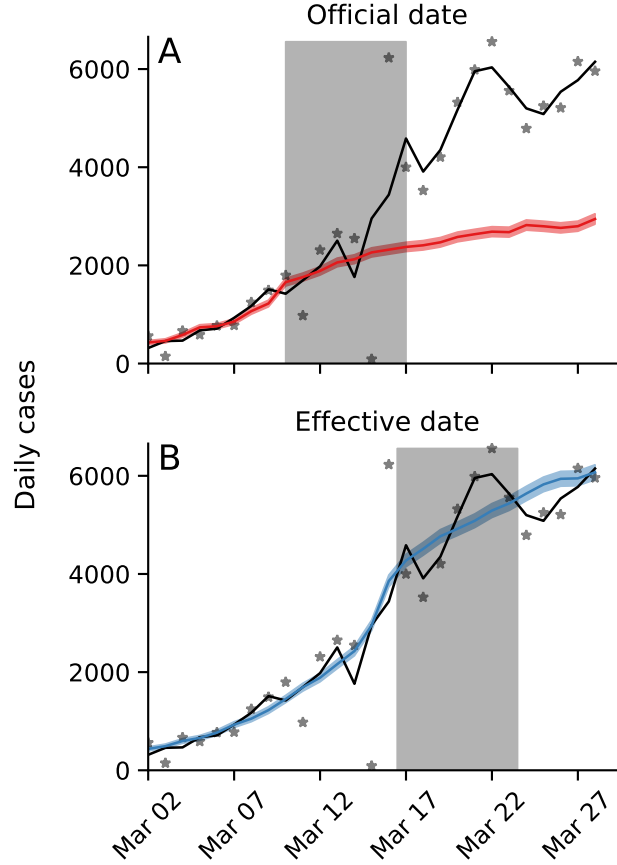 Official date
A
6000
4000
2000
0
Daily cases
Effective date
B
6000
4000
2000
0
Mar 02
Mar 07
Mar 12
Mar 17
Mar 22
Mar 27